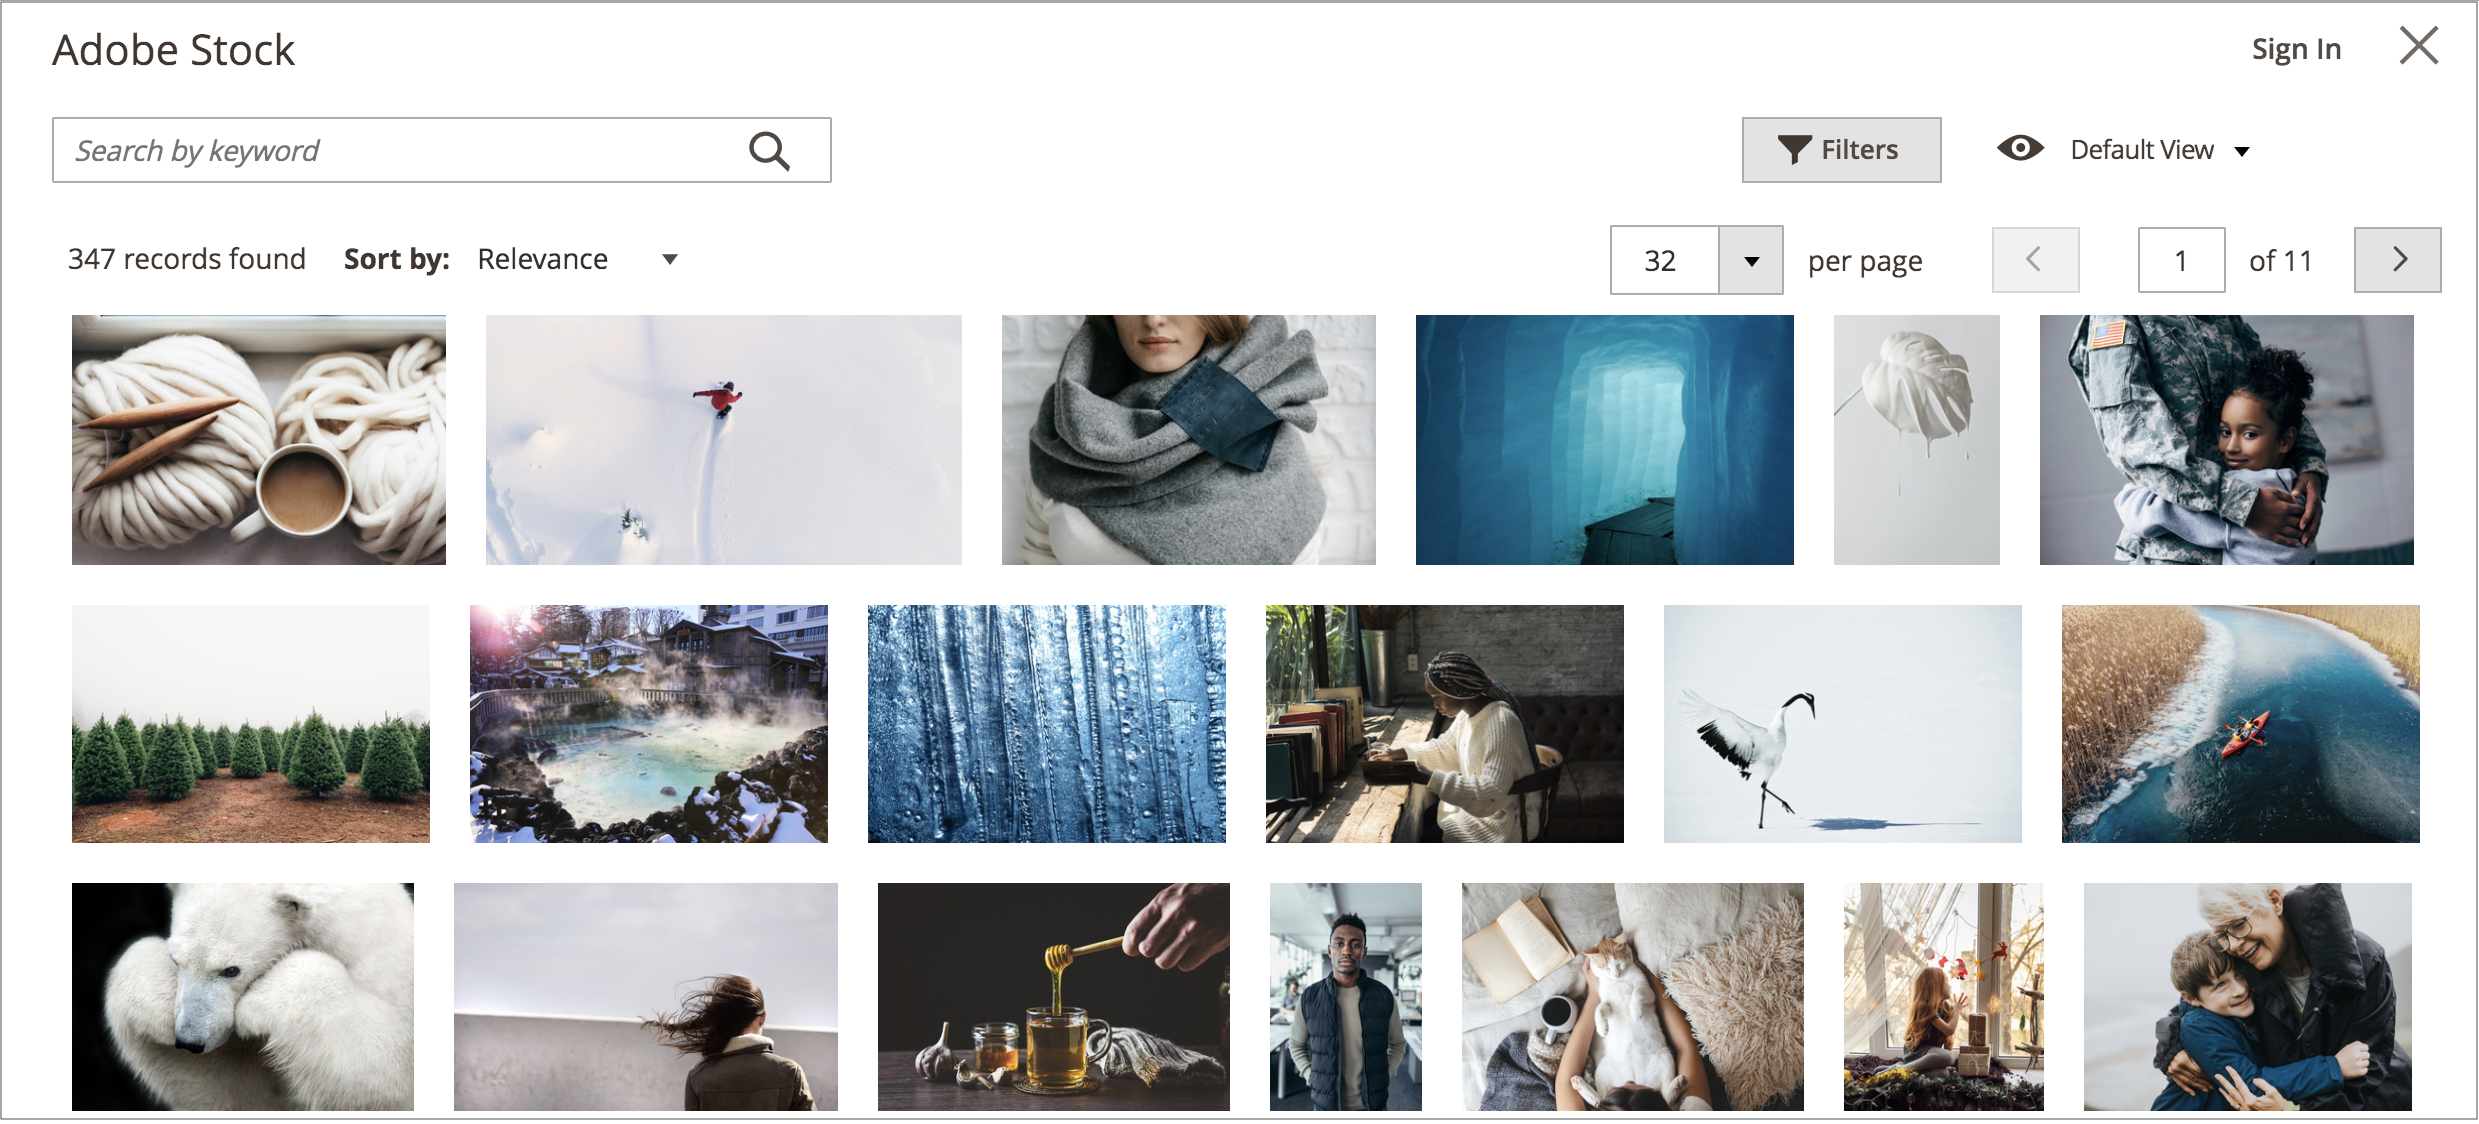 Adobe Stock
Sign In
Search by keyword
Filters
Default View
347 records found Sort by: Relevance
32 per page
1 of 11